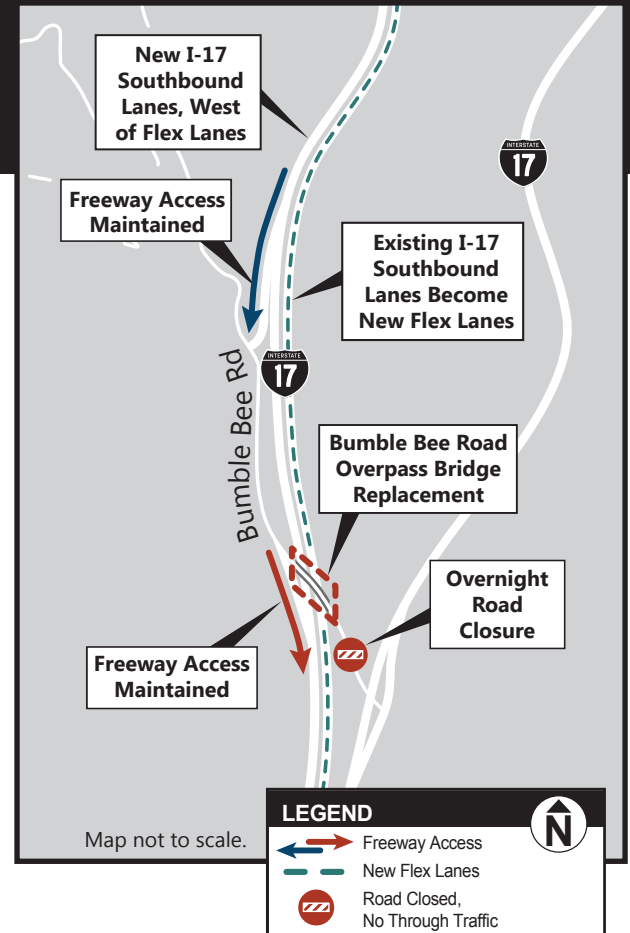 New I-17
Southbound
Lanes, West
of Flex Lanes
INTERSTATE
17
Freeway Access
Maintained
Existing I-17
Southbound
Lanes Become
New Flex Lanes
INTERSTATE
17
Bumble Bee Rd
Bumble Bee Road
Overpass Bridge
Replacement
Overnight
Road
Closure
Freeway Access
Maintained
Map not to scale.
LEGEND
N
Freeway Access
New Flex Lanes
Road Closed,
No Through Traffic